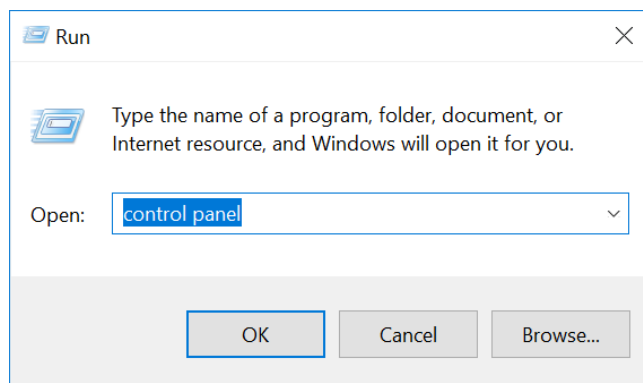 Run
Type the name of a program, folder, document, or
Internet resource, and Windows will open it for you.
Open: control panel
OK Cancel Browse...